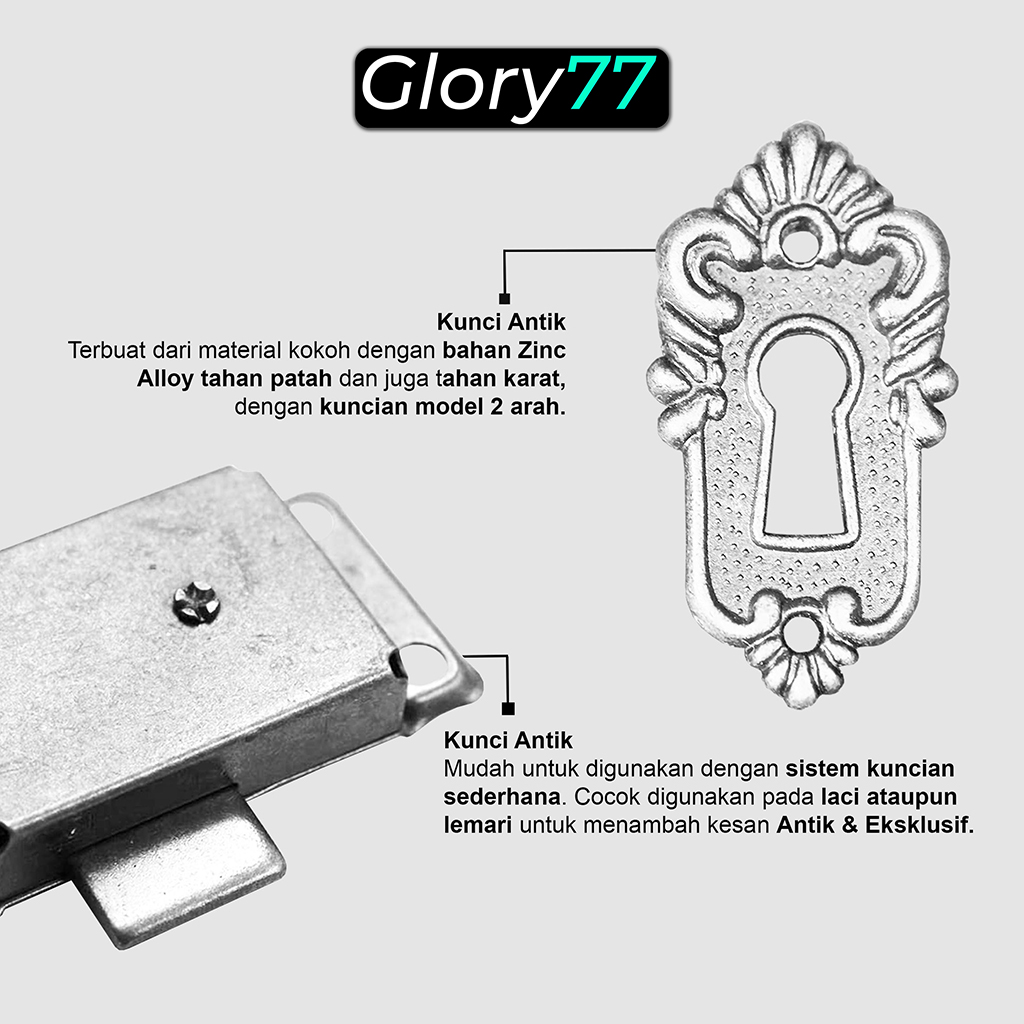 Glory77
Kunci Antik
Terbuat dari material kokoh dengan bahan Zinc
Alloy tahan patah dan juga tahan karat,
dengan kuncian model 2 arah.
Kunci Antik
Mudah untuk digunakan dengan sistem kuncian
sederhana. Cocok digunakan pada laci ataupun
lemari untuk menambah kesan Antik & Eksklusif.